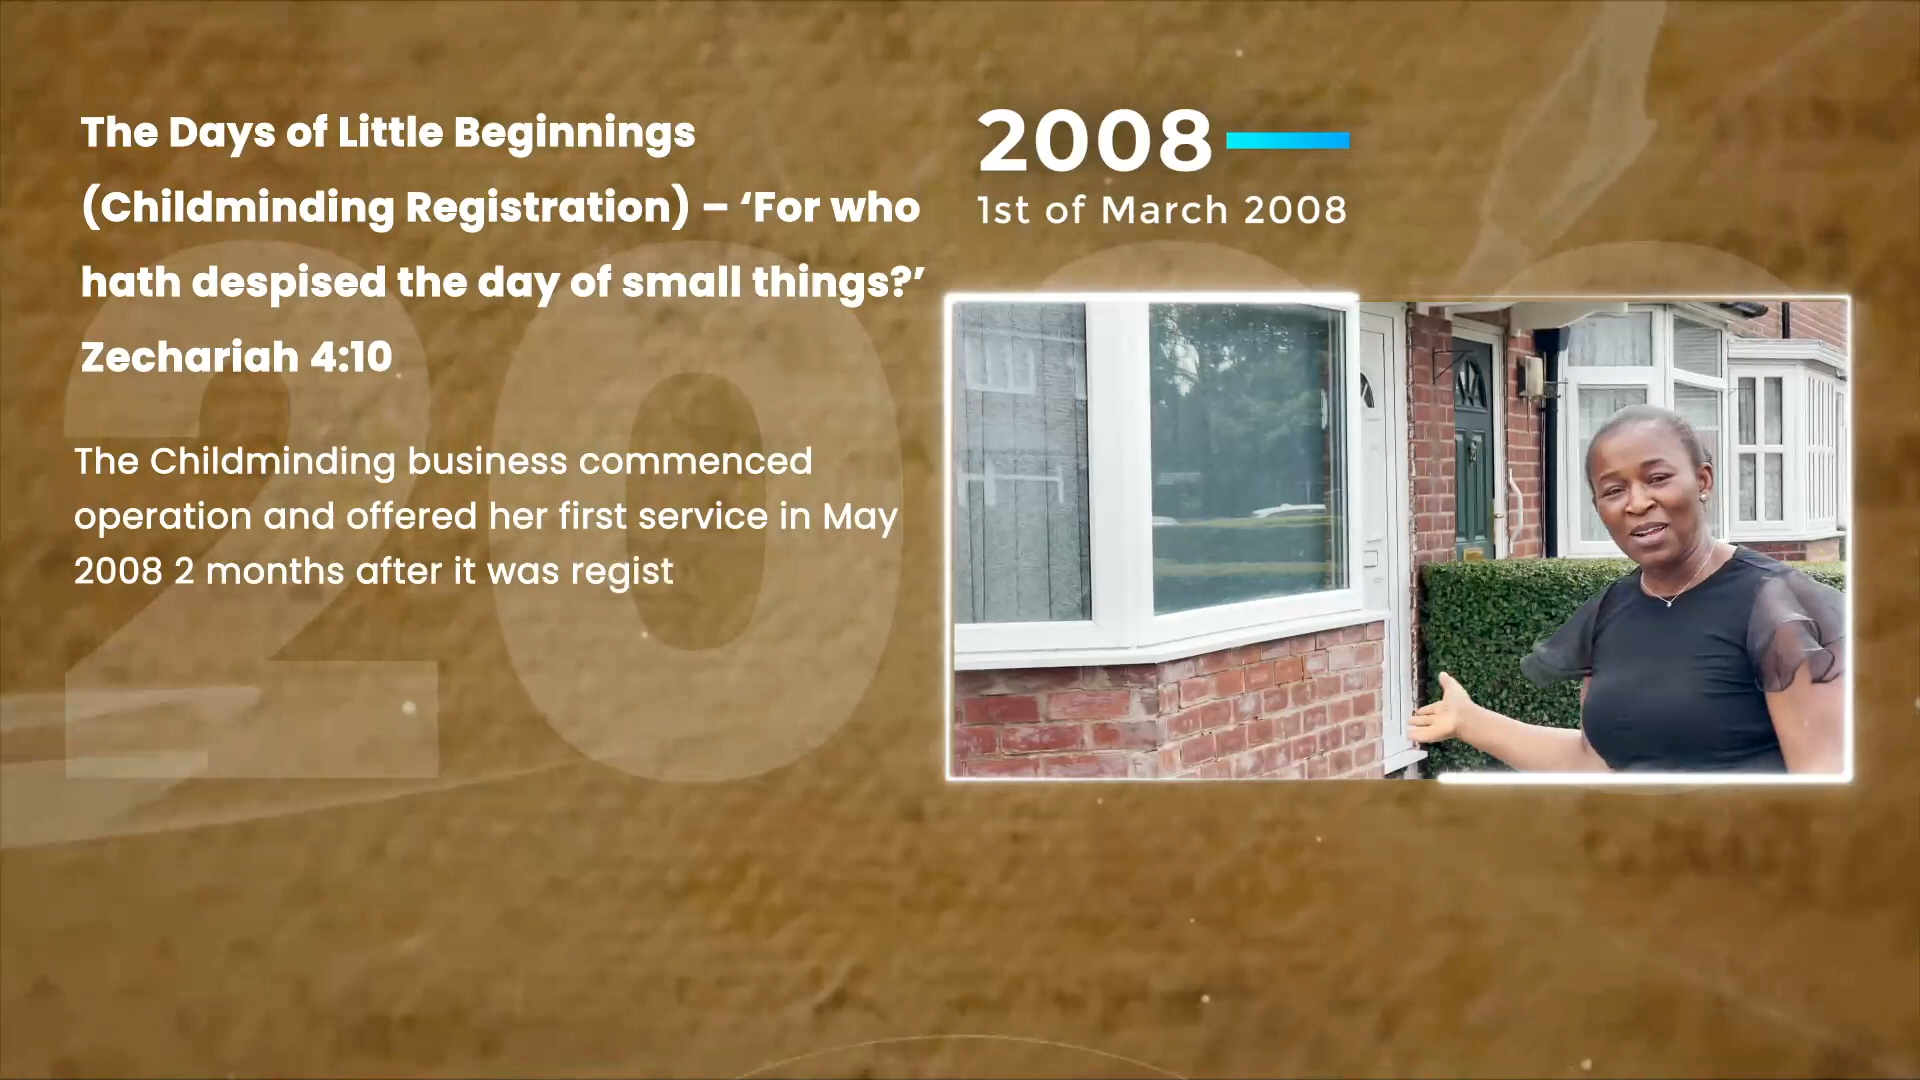 The Days of Little Beginnings
(Childminding Registration) – ‘For who
hath despised the day of small things?’
Zechariah 4:10
The Childminding business commenced
operation and offered her first service in May
2008 2 months after it was regist
2008
1st of March 2008
2008